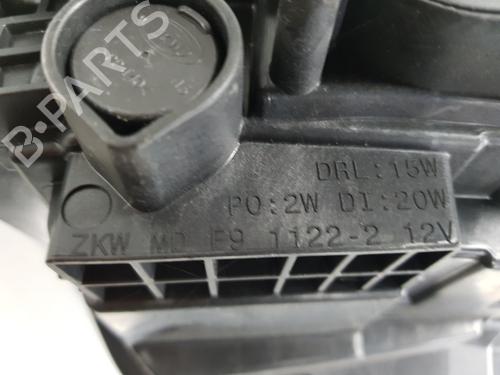 B-PARTS
DRL:15W
PO:2W DI:20W
ZKW MD F9 1122-2 12V